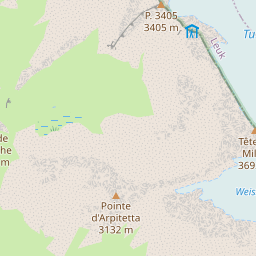 P. 3405
3405 m
Leuk
Tu
de
he
m
Tête
Mil
369
Weis
Pointe
d'Arpitetta
3132 m